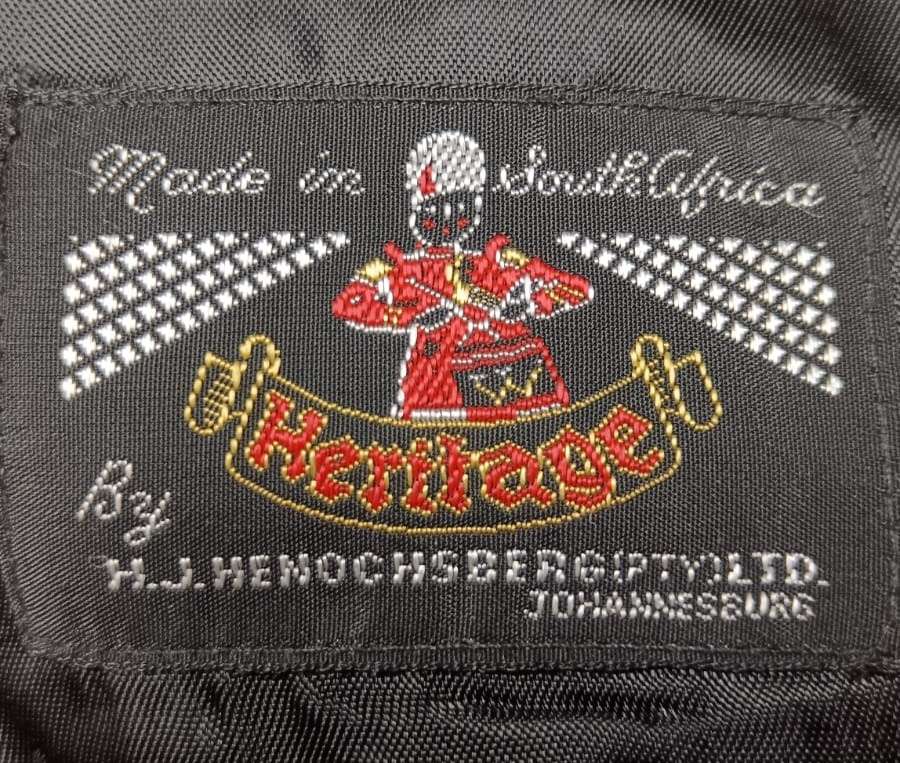 Made in South Africa
Heritage
By
H.J.HENOCHSBERG(PTY)LTD.
JOHANNESBURG